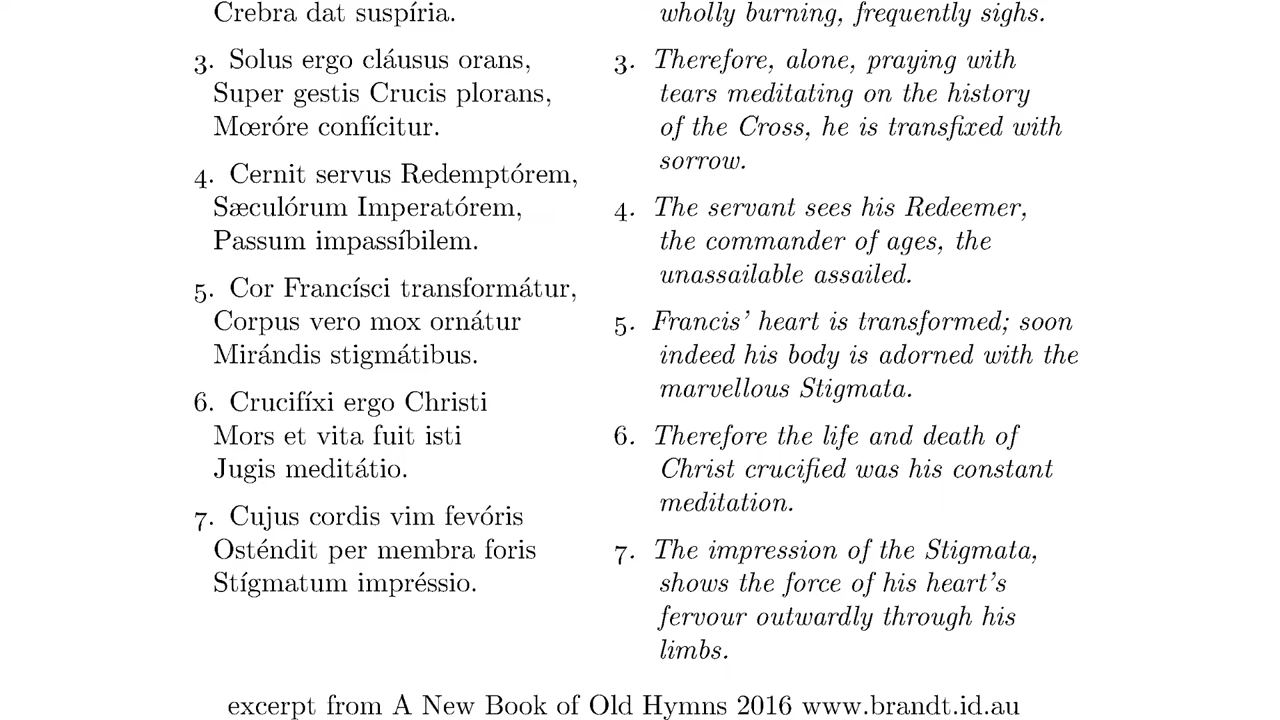 Crebra dat suspíria.
3. Solus ergo cláusus orans,
Super gestis Crucis plorans,
Mœróre confícitur.
4. Cernit servus Redemptórem,
Sæculórum Imperatórem,
Passum impassíbilem.
5. Cor Francísci transformátur,
Corpus vero mox ornátur
Mirándis stigmátibus.
6. Crucifíxi ergo Christi
Mors et vita fuit isti
Jugis meditátio.
7. Cujus cordis vim fevóris
Osténdit per membra foris
Stígmatum impréssio.
wholly burning, frequently sighs.
3. Therefore, alone, praying with
tears meditating on the history
of the Cross, he is transfixed with
sorrow.
4. The servant sees his Redeemer,
the commander of ages, the
unassailable assailed.
5. Francis' heart is transformed; soon
indeed his body is adorned with the
marvellous Stigmata.
6. Therefore the life and death of
Christ crucified was his constant
meditation.
7. The impression of the Stigmata,
shows the force of his heart's
fervour outwardly through his
limbs.
excerpt from A New Book of Old Hymns 2016 www.brandt.id.au